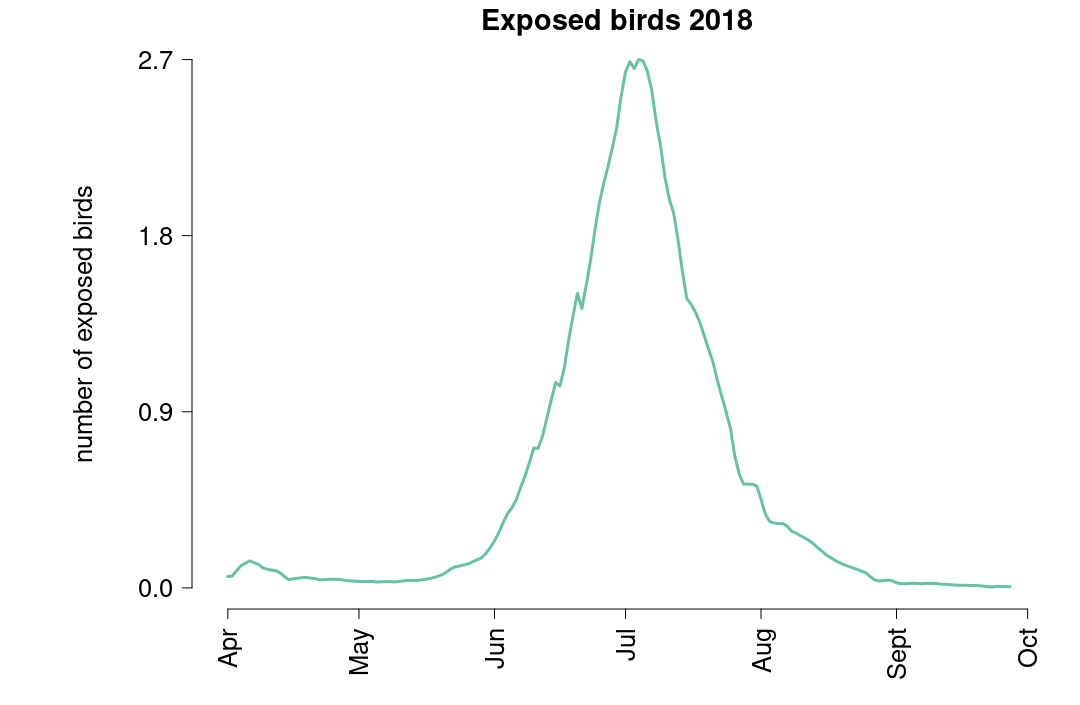 Exposed birds 2018
number of exposed birds
2.7
1.8
0.9
0.0
Apr
May
Jun
Jul
Aug
Sept
Oct